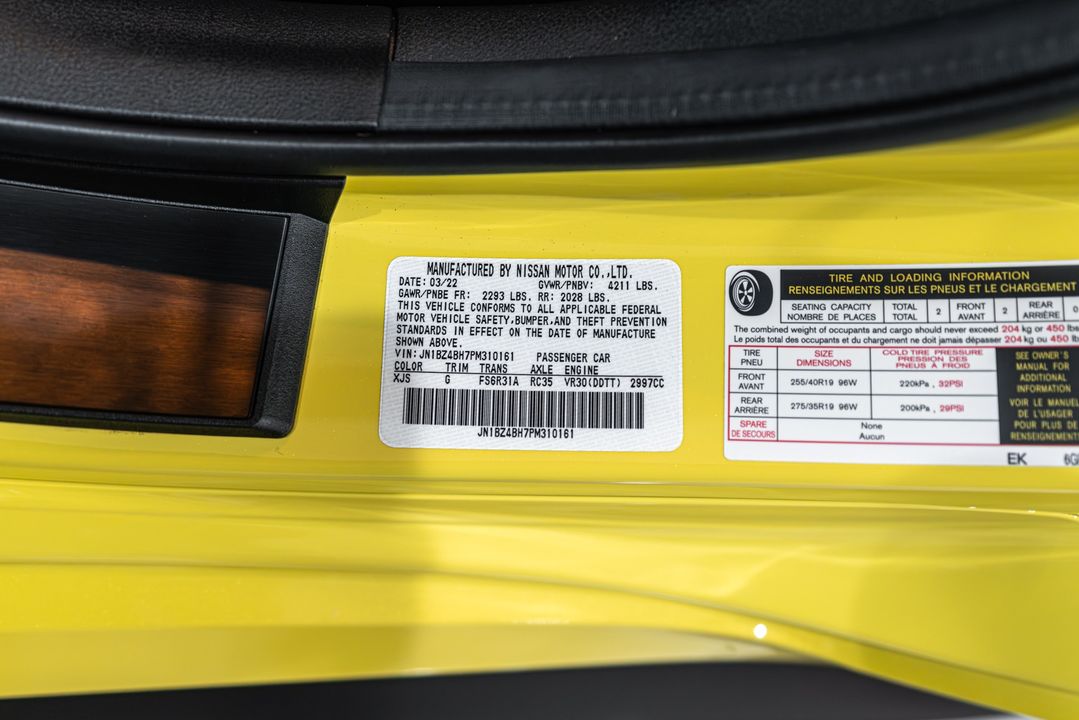 MANUFACTURED BY NISSAN MOTOR CO.,LTD.
DATE: 03/22 GVWR/PNBV: 4211 LBS.
GAWR/PNBE FR: 2293 LBS. RR: 2028 LBS.
THIS VEHICLE CONFORMS TO ALL APPLICABLE FEDERAL
MOTOR VEHICLE SAFETY,BUMPER,AND THEFT PREVENTION
STANDARDS IN EFFECT ON THE DATE OF MANUFACTURE
SHOWN ABOVE.
VIN:JN1BZ4BH7PM310161 PASSENGER CAR
COLOR TRIM TRANS AXLE ENGINE
XJS G FS6R31A RC35 VR30(DDTT) 2997CC
JN1BZ4BH7PM310161
TIRE AND LOADING INFORMATION
RENSEIGNEMENTS SUR LES PNEUS ET LE CHARGEMENT
SEATING CAPACITY TOTAL 2 FRONT 2 REAR 0
NOMBRE DE PLACES TOTAL AVANT ARRIÈRE
The combined weight of occupants and cargo should never exceed 204 kg or 450 lbs
Le poids total des occupants et du chargement ne doit jamais dépasser 204 kg ou 450 lb
TIRE SIZE COLD TIRE PRESSURE
PNEU DIMENSIONS PRESSION DES
PNEUS À FROID
FRONT
AVANT 255/40R19 96W 220kPa , 32PSI
REAR
ARRIÈRE 275/35R19 96W 200kPa , 29PSI
SPARE None
DE SECOURS Aucun
SEE OWNER'S
MANUAL FOR
ADDITIONAL
INFORMATION
VOIR LE MANUEL
DE L'USAGER
POUR PLUS DE
RENSEIGNEMENTS
EK 6G